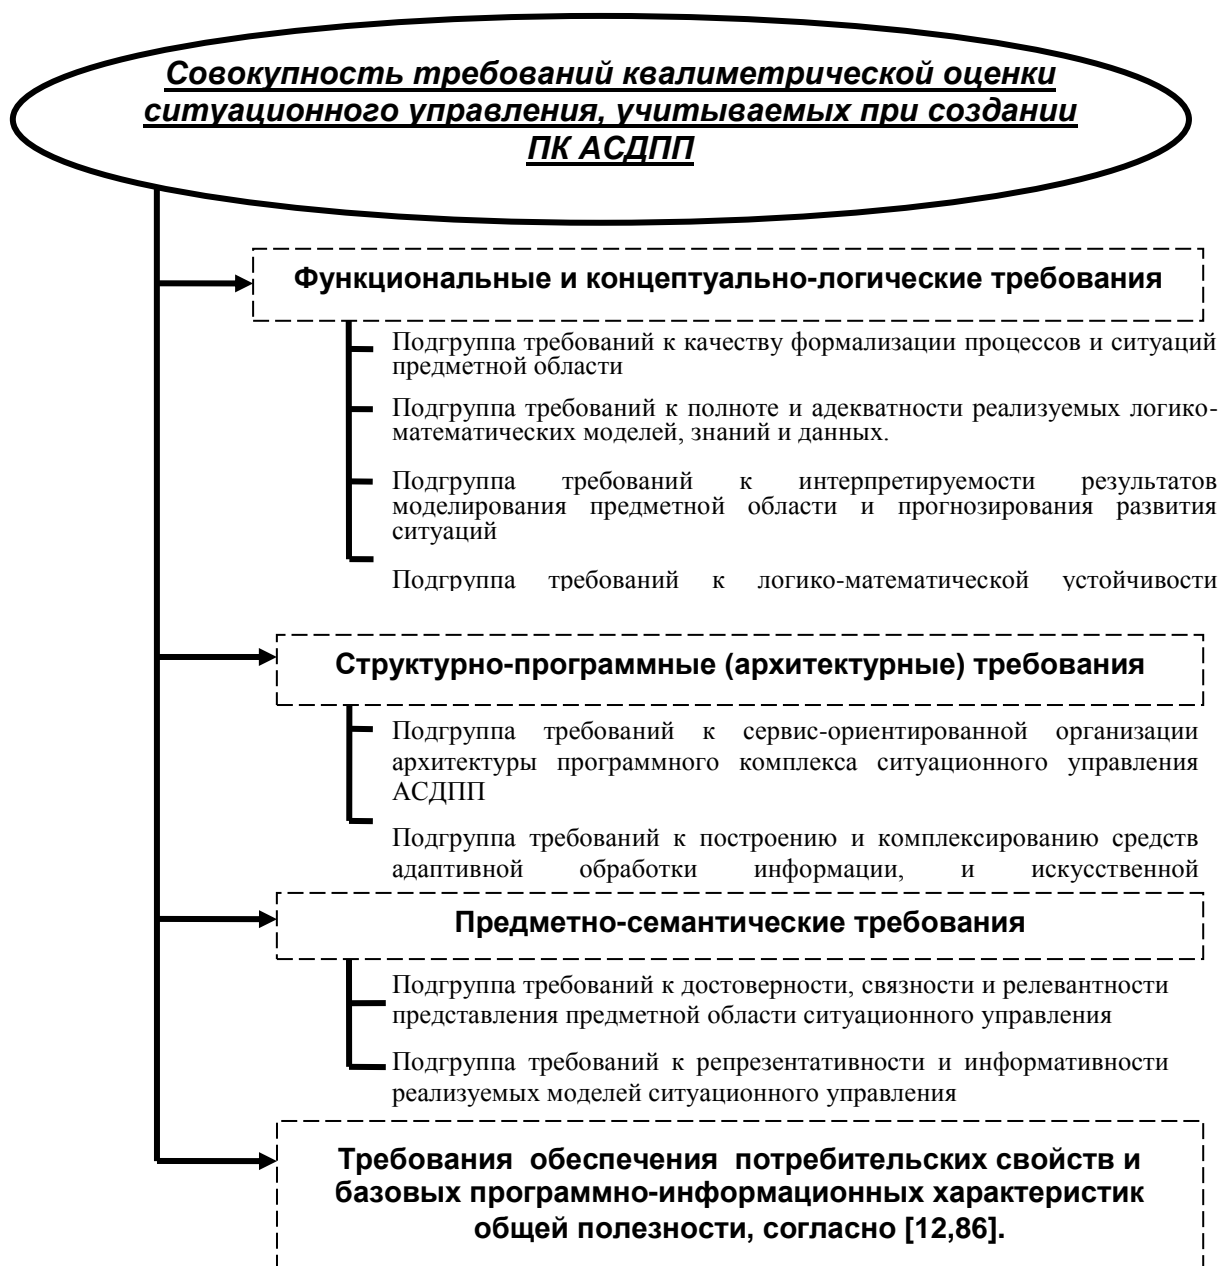 Совокупность требований квалиметрической оценки
ситуационного управления, учитываемых при создании
ПК АСДПП
Функциональные и концептуально-логические требования
Подгруппа требований к качеству формализации процессов и ситуаций
предметной области
Подгруппа требований к полноте и адекватности реализуемых логико-
математических моделей, знаний и данных.
Подгруппа требований к интерпретируемости результатов
моделирования предметной области и прогнозирования развития
ситуаций
Подгруппа требований к логико-математической устойчивости
Структурно-программные (архитектурные) требования
Подгруппа требований к сервис-ориентированной организации
архитектуры программного комплекса ситуационного управления
АСДПП
Подгруппа требований к построению и комплексированию средств
адаптивной обработки информации, и искусственной
Предметно-семантические требования
Подгруппа требований к достоверности, связности и релевантности
представления предметной области ситуационного управления
Подгруппа требований к репрезентативности и информативности
реализуемых моделей ситуационного управления
Требования обеспечения потребительских свойств и
базовых программно-информационных характеристик
общей полезности, согласно [12,86].